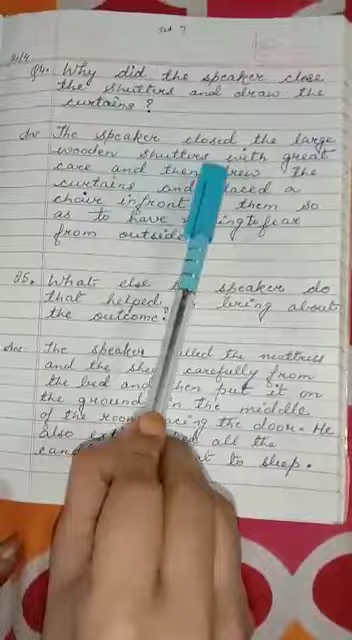 Q4. Why did the speaker close
the shutters and draw the
curtains?
Ans The speaker closed the large
wooden shutters with great
care and then drew the
curtains and placed a
chair infront them so
as to have to fear
from outside
Q5. What else speaker do
that helped bring about
the outcome?
Ans The speaker the mattress
and the carefully from
the bed and then put it on
the ground in the middle
of the room facing the door. He
also all the
to sleep.